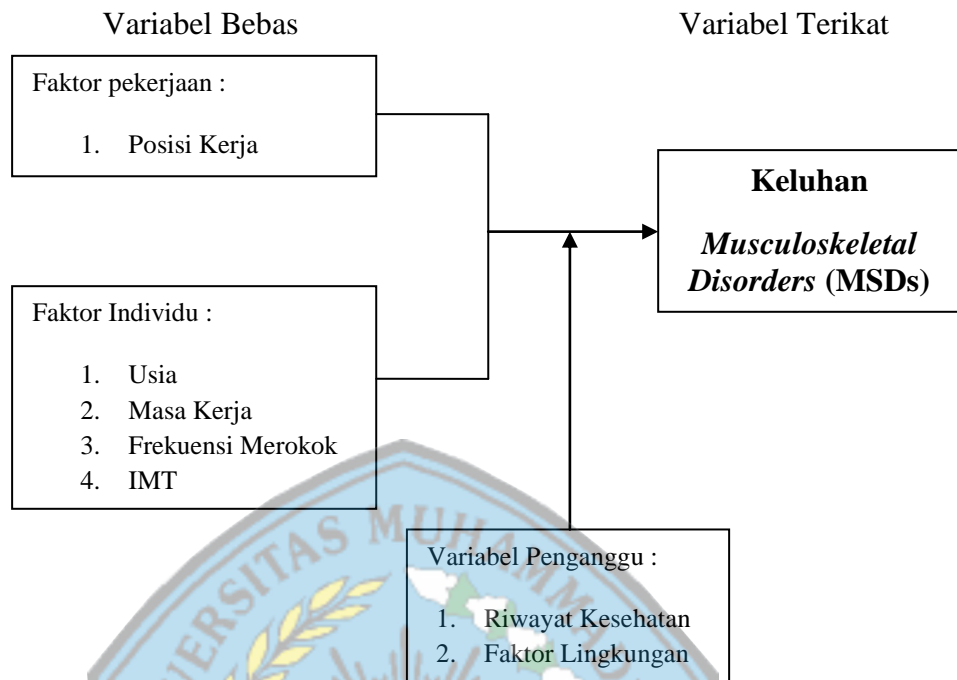 Variabel Bebas
Variabel Terikat
Faktor pekerjaan :
1. Posisi Kerja
Keluhan
Musculoskeletal
Disorders (MSDs)
Faktor Individu :
1. Usia
2. Masa Kerja
3. Frekuensi Merokok
4. IMT
Variabel Penganggu :
1. Riwayat Kesehatan
2. Faktor Lingkungan